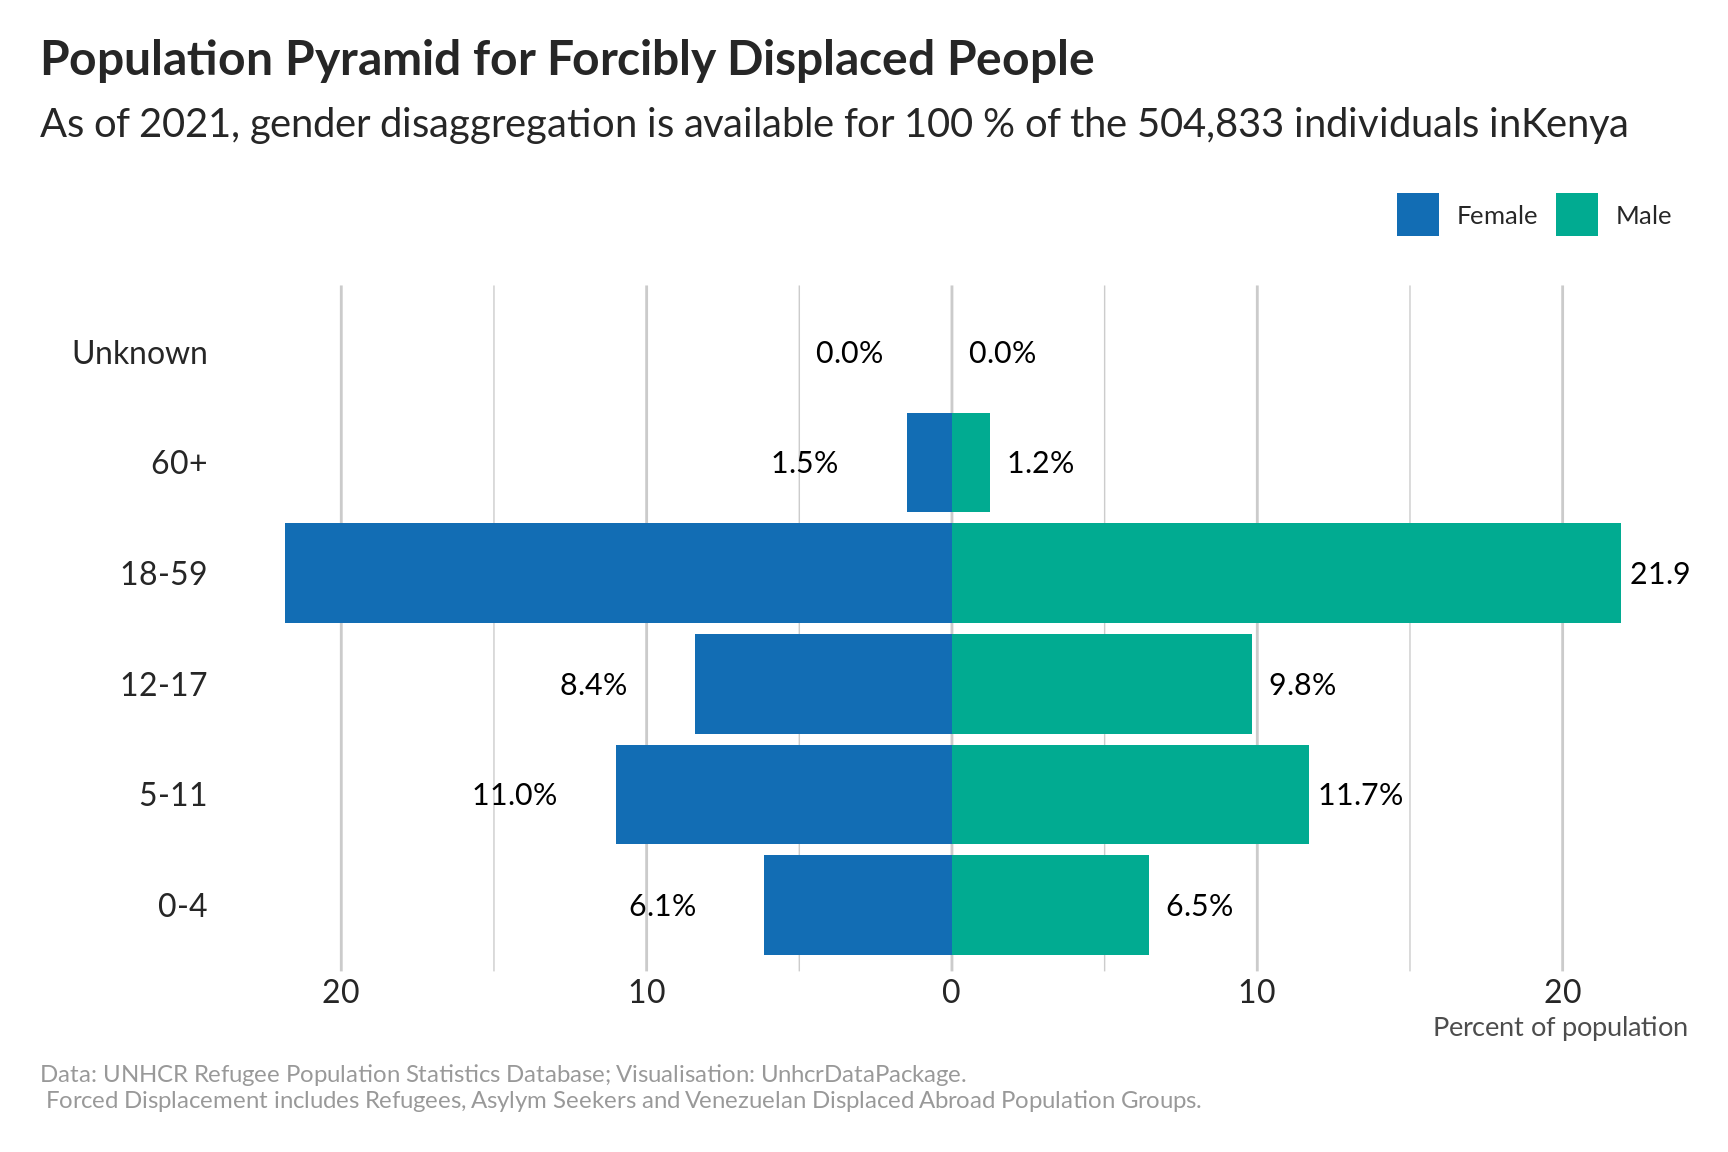 Population Pyramid for Forcibly Displaced People
As of 2021, gender disaggregation is available for 100 % of the 504,833 individuals inKenya
Female Male
Unknown 0.0% 0.0%
60+ 1.5% 1.2%
18-59 21.9
12-17 8.4% 9.8%
5-11 11.0% 11.7%
0-4 6.1% 6.5%
20 10 0 10 20
Percent of population
Data: UNHCR Refugee Population Statistics Database; Visualisation: UnhcrDataPackage.
Forced Displacement includes Refugees, Asylym Seekers and Venezuelan Displaced Abroad Population Groups.